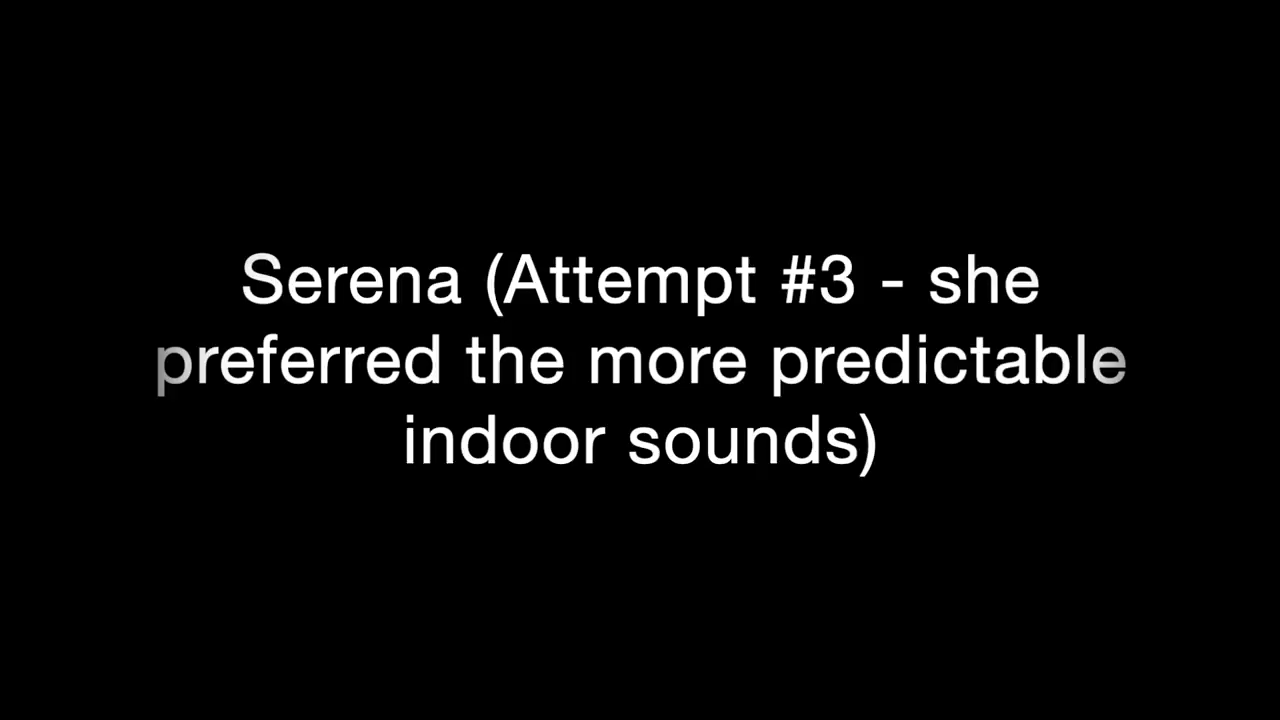 Serena (Attempt #3 - she
preferred the more predictable
indoor sounds)